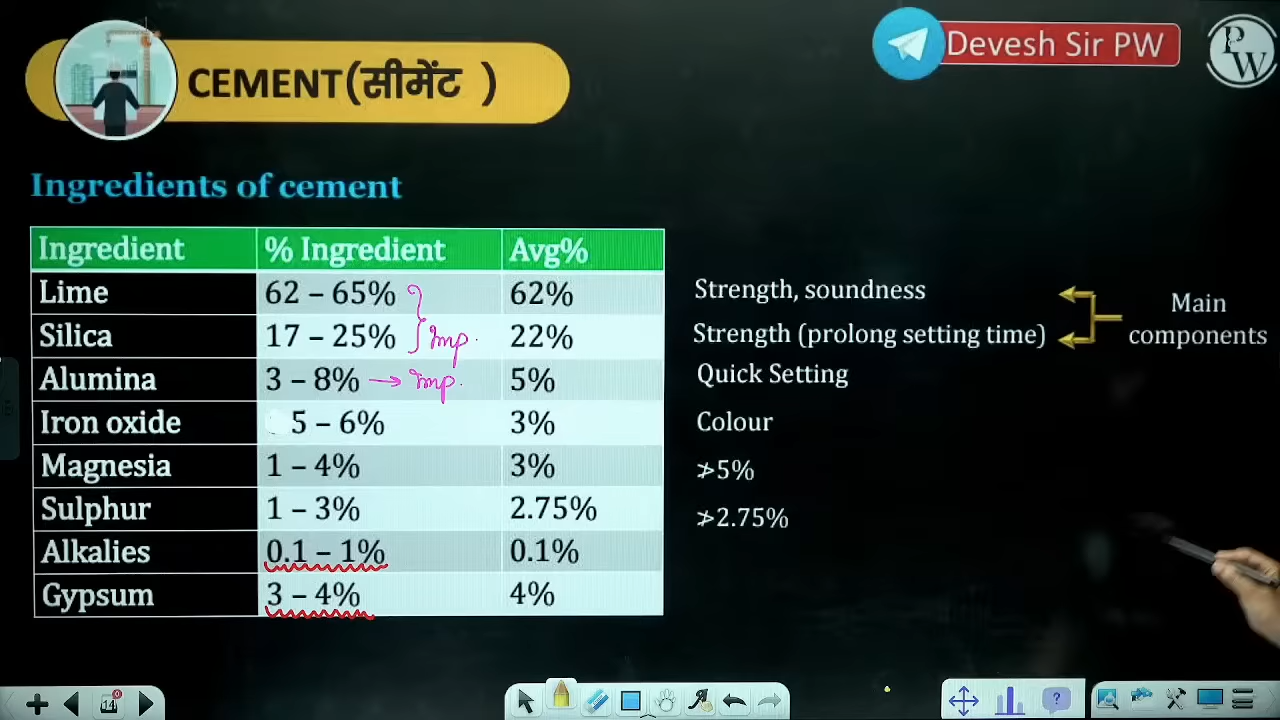 Devesh Sir PW
PW
CEMENT(सीमेंट )
Ingredients of cement
Ingredient % Ingredient Avg%
Lime 62 – 65% 62% Strength, soundness
Silica 17 – 25% Imp. 22% Strength (prolong setting time)
Main
components
Alumina 3 – 8% → Imp. 5% Quick Setting
Iron oxide 5 – 6% 3% Colour
Magnesia 1 – 4% 3% ≯5%
Sulphur 1 – 3% 2.75% ≯2.75%
Alkalies 0.1 – 1% 0.1%
Gypsum 3 – 4% 4%
14
0
?